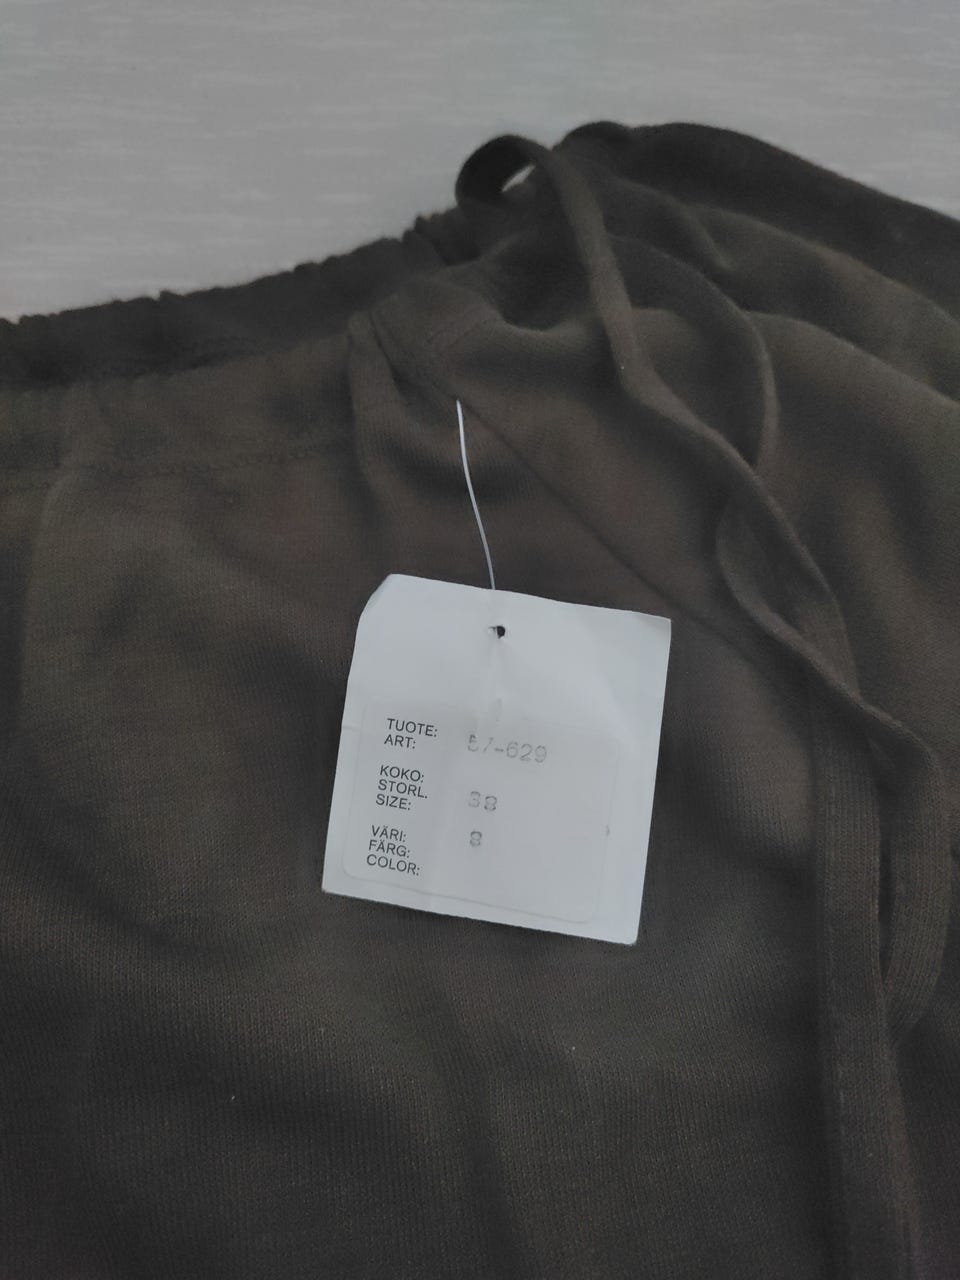 TUOTE:
ART: 57-629
KOKO:
STORL.
SIZE: 38
VÄRI: 8
FÄRG:
COLOR: